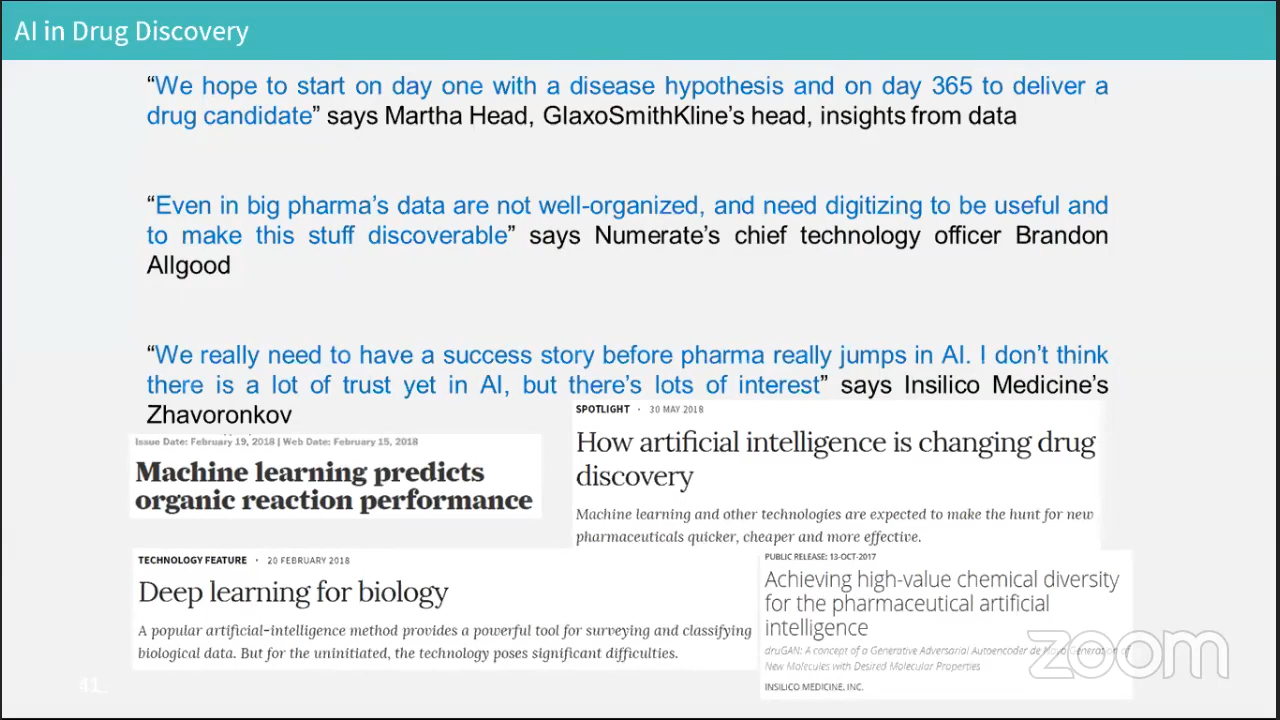 AI in Drug Discovery
“We hope to start on day one with a disease hypothesis and on day 365 to deliver a
drug candidate” says Martha Head, GlaxoSmithKline’s head, insights from data
“Even in big pharma’s data are not well-organized, and need digitizing to be useful and
to make this stuff discoverable” says Numerate’s chief technology officer Brandon
Allgood
“We really need to have a success story before pharma really jumps in AI. I don’t think
there is a lot of trust yet in AI, but there’s lots of interest” says Insilico Medicine’s
Zhavoronkov
Issue Date: February 19, 2018 | Web Date: February 15, 2018
Machine learning predicts
organic reaction performance
SPOTLIGHT · 30 MAY 2018
How artificial intelligence is changing drug
discovery
Machine learning and other technologies are expected to make the hunt for new
pharmaceuticals quicker, cheaper and more effective.
TECHNOLOGY FEATURE · 20 FEBRUARY 2018
Deep learning for biology
A popular artificial-intelligence method provides a powerful tool for surveying and classifying
biological data. But for the uninitiated, the technology poses significant difficulties.
PUBLIC RELEASE: 13-OCT-2017
Achieving high-value chemical diversity
for the pharmaceutical artificial
intelligence
druGAN: A concept of a Generative Adversarial Autoencoder de Novo Generation of
New Molecules with Desired Molecular Properties
INSILICO MEDICINE, INC.
zoom
41